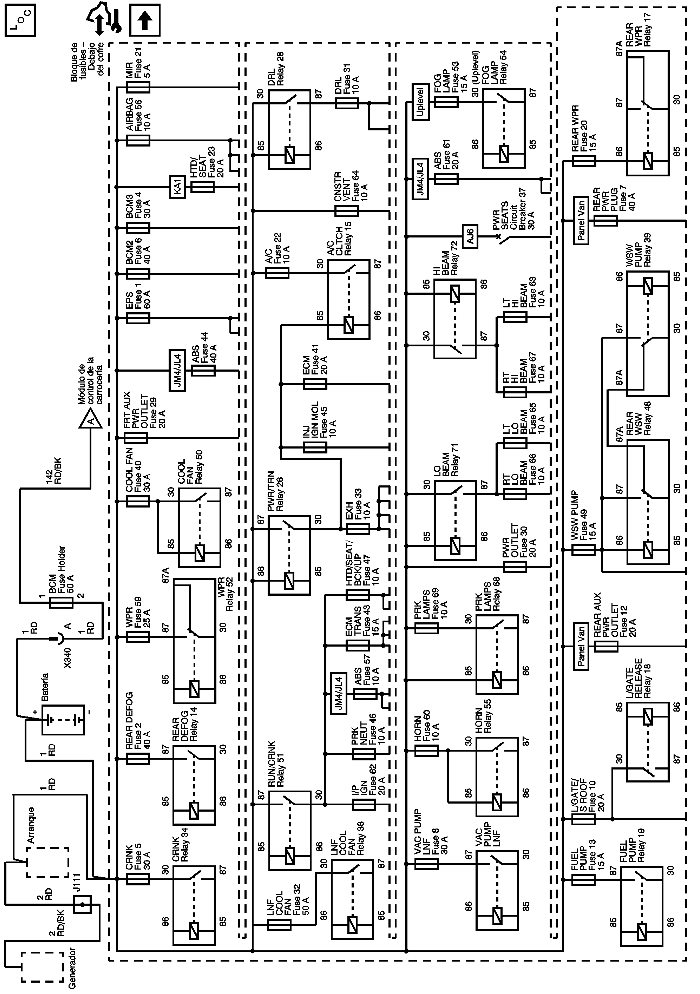 LOC
Bloque de
fusibles –
Debajo
del cofre
MIR
Fuse 21
5 A
AIRBAG
Fuse 56
10 A
HTD/
SEAT
Fuse 23
20 A
KA1
BCM3
Fuse 4
30 A
BCM2
Fuse 6
40 A
EPS
Fuse 1
60 A
JM4/JL4
ABS
Fuse 44
40 A
FRT AUX
PWR
OUTLET
Fuse 29
20 A
COOL FAN
Fuse 40
30 A
COOL
FAN
Relay 50
30
87
85
86
WPR
Fuse 59
25 A
WPR
Relay 52
87A
87
30
85
86
REAR DEFOG
Fuse 2
40 A
REAR
DEFOG
Relay 14
87
30
85
86
CRNK
Fuse 5
30 A
CRNK
Relay 34
30
87
86
85
Módulo de
control de la
carrocería
A
142
RD/BK
BCM
Fuse Holder
60 A
1
2
1
RD
A
1
RD
X340
Batería
+
–
1
RD
1
RD
Arranque
2
RD
J111
2
RD/BK
Generador
DRL
Relay 28
30
87
85
86
DRL
Fuse 31
10 A
CNSTR
VENT
Fuse 64
10 A
A/C
Fuse 22
10 A
A/C
CLTCH
Relay 15
30
87
85
86
ECM
Fuse 41
20 A
INJ
IGN MOL
Fuse 45
10 A
PWR/TRN
Relay 26
87
30
86
85
EXH
Fuse 33
10 A
HTD/SEAT/
BCK/UP
Fuse 47
10 A
ECM
TRANS
Fuse 43
15 A
JM4/JL4
ABS
Fuse 57
10 A
PRK
NEUT
Fuse 46
10 A
RUN/CRNK
Relay 51
87
30
86
85
I/P
IGN
Fuse 62
20 A
LNF
COOL
FAN
Fuse 32
50 A
LNF
COOL
FAN
Relay 38
30
87
86
85
Uplevel
FOG
LAMP
Fuse 53
15 A
30 (Uplevel)
FOG
LAMP
Relay 54
87
85
86
JM4/JL4
ABS
Fuse 61
20 A
AJ6
PWR
SEATS
Circuit
Breaker 37
30 A
HI
BEAM
Relay 72
85
86
30
87
LT
HI
BEAM
Fuse 63
10 A
RT
HI
BEAM
Fuse 67
10 A
LO
BEAM
Relay 71
30
87
85
86
LT
LO
BEAM
Fuse 65
10 A
RT
LO
BEAM
Fuse 66
10 A
PWR
OUTLET
Fuse 30
20 A
PRK
LAMPS
Fuse 69
10 A
PRK
LAMPS
Relay 68
30
87
85
86
HORN
Fuse 60
10 A
HORN
Relay 55
30
87
85
86
VAC PUMP
LNF
Fuse 8
30 A
VAC
PUMP
LNF
87
30
86
85
REAR
WPR
Relay 17
87A
87
30
86
85
REAR WPR
Fuse 20
15 A
Panel Van
REAR
PWR
PLUG
Fuse 7
40 A
WSW
PUMP
Relay 39
86
85
87
30
87A
REAR
WSW
Relay 48
87A
87
30
86
85
WSW PUMP
Fuse 49
15 A
Panel Van
REAR AUX
PWR
OUTLET
Fuse 12
20 A
L/GATE
RELEASE
Relay 18
85
86
30
87
L/GATE/
S ROOF
Fuse 10
20 A
FUEL
PUMP
Fuse 13
15 A
FUEL
PUMP
Relay 19
87
30
86
85